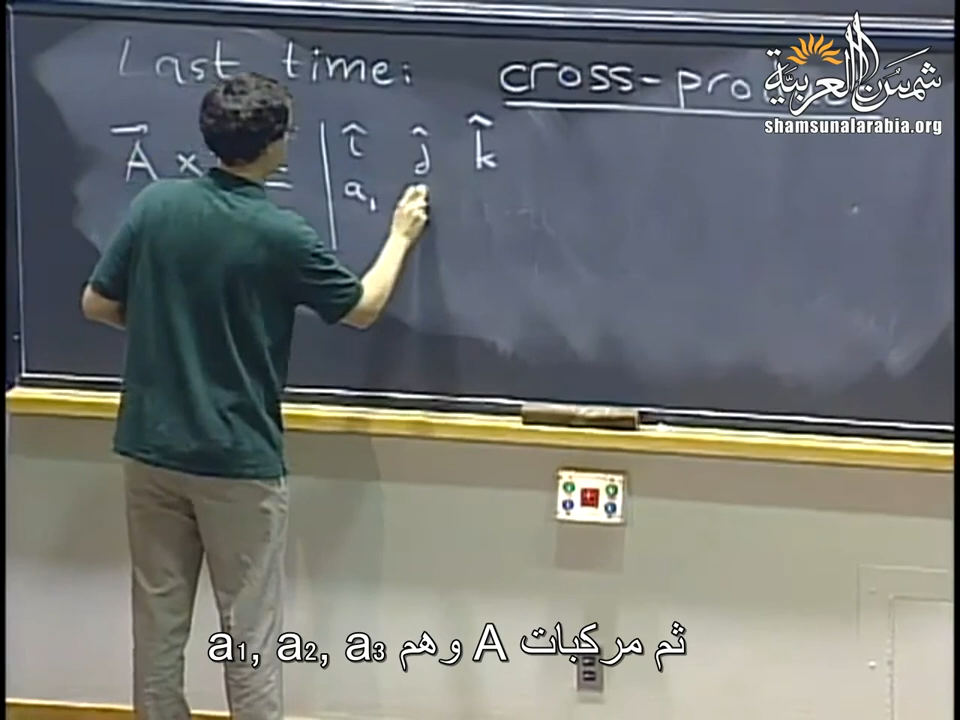 Last time:
cross-pro
شمس العربية
shamsunalarabia.org
A x =
î ĵ k̂
a₁
ثم مركبات A وهم a1, a2, a3